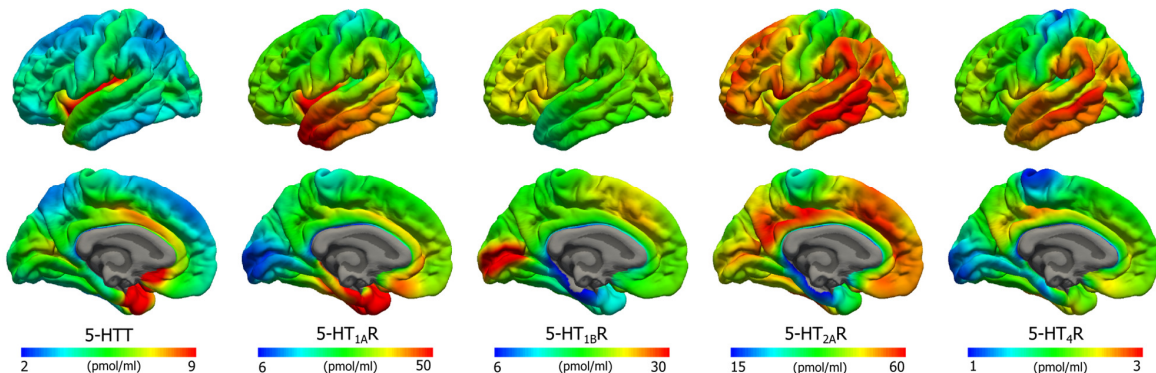 5-HTT
2 (pmol/ml) 9
5-HT1AR
6 (pmol/ml) 50
5-HT1BR
6 (pmol/ml) 30
5-HT2AR
15 (pmol/ml) 60
5-HT4R
1 (pmol/ml) 3